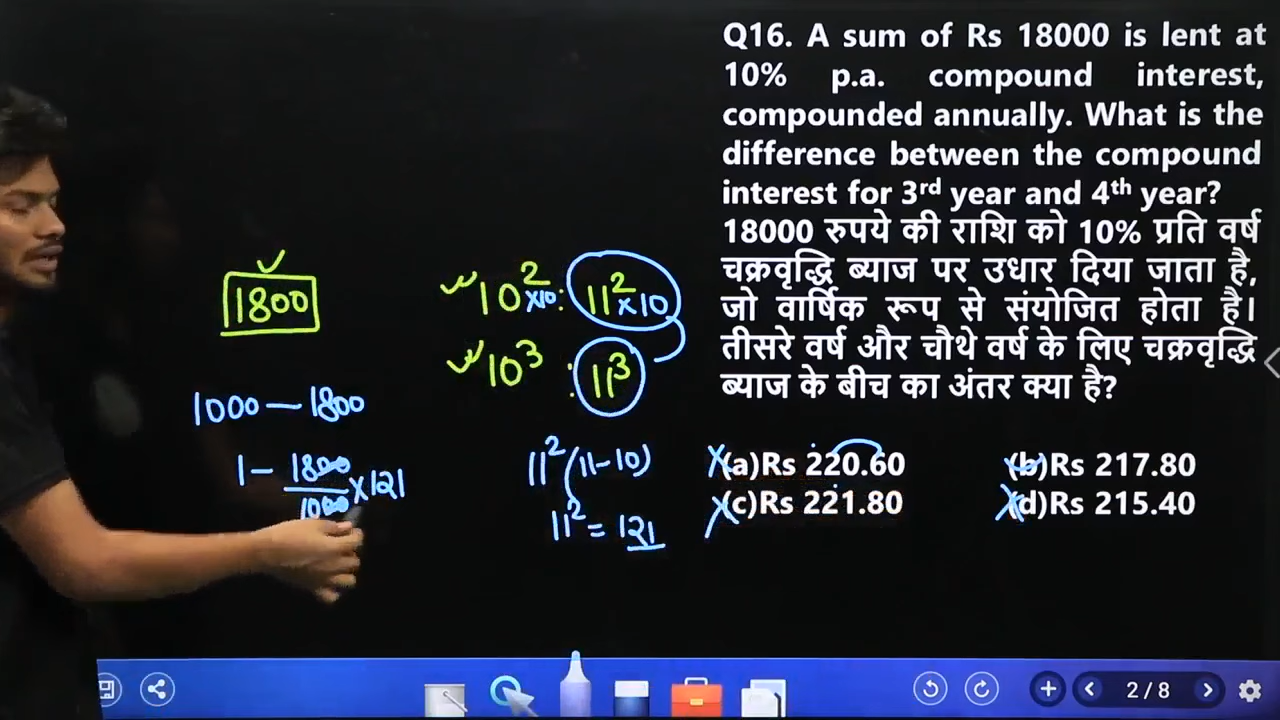 Q16. A sum of Rs 18000 is lent at
10% p.a. compound interest,
compounded annually. What is the
difference between the compound
interest for 3rd year and 4th year?
18000 रुपये की राशि को 10% प्रति वर्ष
चक्रवृद्धि ब्याज पर उधार दिया जाता है,
जो वार्षिक रूप से संयोजित होता है।
तीसरे वर्ष और चौथे वर्ष के लिए चक्रवृद्धि
ब्याज के बीच का अंतर क्या है?
(a)Rs 220.60 (b)Rs 217.80
(c)Rs 221.80 (d)Rs 215.40
1800
10² ×10 : 11² ×10
10³ : 11³
1000 — 1800
1 — 1800/1000 × 121
11² (11-10)
11² = 121
2 / 8